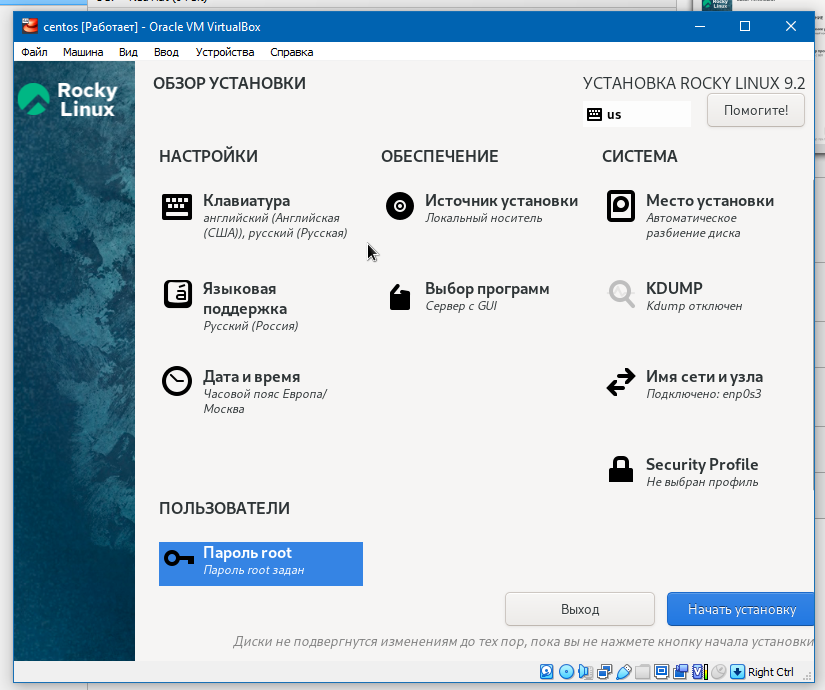 centos [Работает] - Oracle VM VirtualBox
Файл Машина Вид Ввод Устройства Справка
Rocky
Linux
ОБЗОР УСТАНОВКИ
УСТАНОВКА ROCKY LINUX 9.2
us
Помогите!
НАСТРОЙКИ
Клавиатура
английский (Английская
(США)), русский (Русская)
Языковая
поддержка
Русский (Россия)
Дата и время
Часовой пояс Европа/
Москва
ОБЕСПЕЧЕНИЕ
Источник установки
Локальный носитель
Выбор программ
Сервер с GUI
СИСТЕМА
Место установки
Автоматическое
разбиение диска
KDUMP
Kdump отключен
Имя сети и узла
Подключено: enp0s3
Security Profile
Не выбран профиль
ПОЛЬЗОВАТЕЛИ
Пароль root
Пароль root задан
Выход
Начать установку
Диски не подвергнутся изменениям до тех пор, пока вы не нажмете кнопку начала установки
Right Ctrl